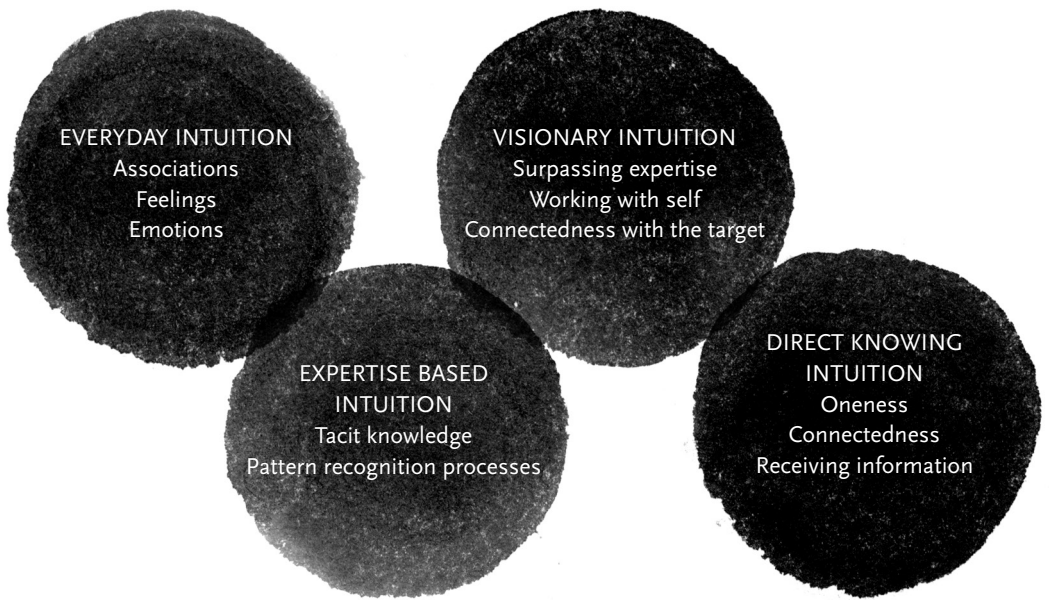 EVERYDAY INTUITION
Associations
Feelings
Emotions
EXPERTISE BASED
INTUITION
Tacit knowledge
Pattern recognition processes
VISIONARY INTUITION
Surpassing expertise
Working with self
Connectedness with the target
DIRECT KNOWING
INTUITION
Oneness
Connectedness
Receiving information